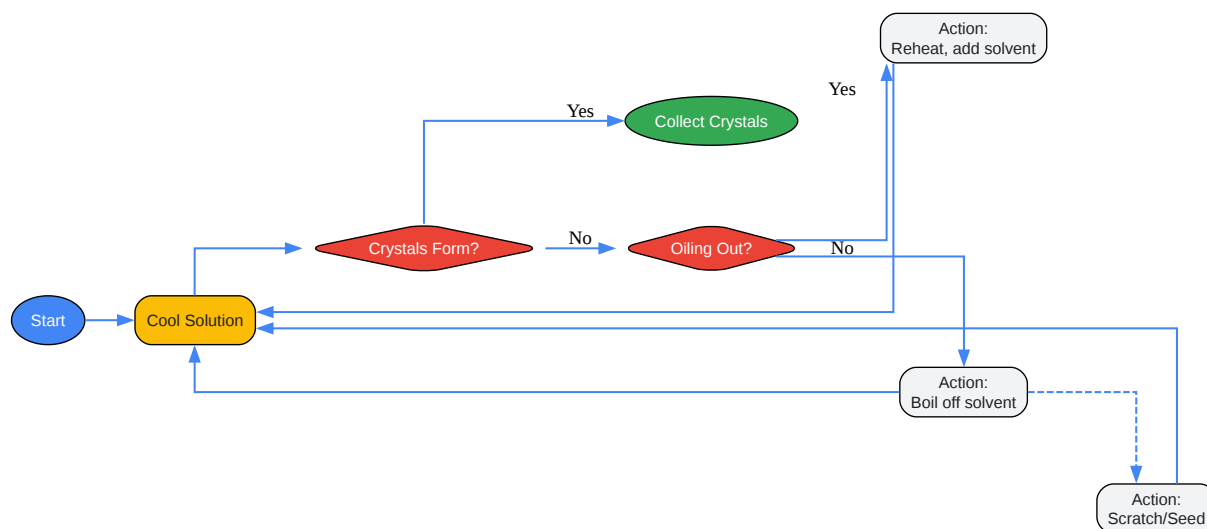 Action:
Reheat, add solvent
Yes
Yes
Collect Crystals
Crystals Form?
No
Oiling Out?
No
Start
Cool Solution
Action:
Boil off solvent
Action:
Scratch/Seed